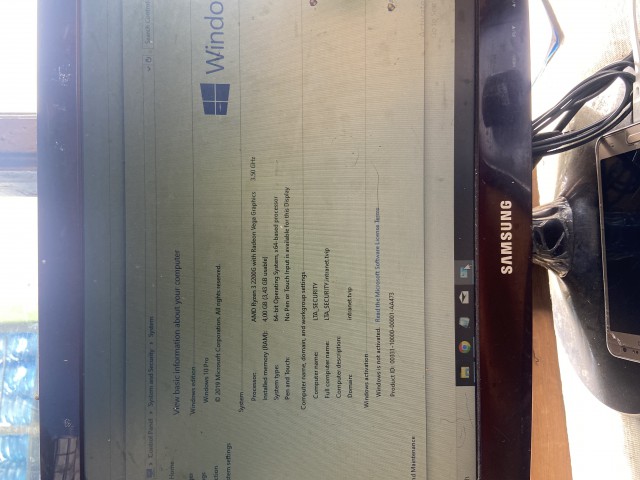 Control Panel ▸ System and Security ▸ System
Home
View basic information about your computer
Windows edition
Windows 10 Pro
© 2019 Microsoft Corporation. All rights reserved.
Windo
System
Processor: AMD Ryzen 3 2200G with Radeon Vega Graphics 3.50 GHz
Installed memory (RAM): 4.00 GB (3.43 GB usable)
System type: 64-bit Operating System, x64-based processor
Pen and Touch: No Pen or Touch Input is available for this Display
Computer name, domain, and workgroup settings
Computer name: LTA_SECURITY
Full computer name: LTA_SECURITY.intranet.tvip
Computer description:
Domain: intranet.tvip
Windows activation
Windows is not activated. Read the Microsoft Software License Terms
Product ID: 00331-10000-00001-AA473
d Maintenance
SAMSUNG